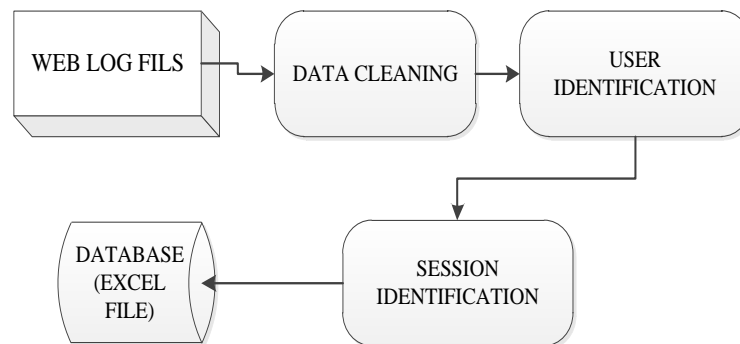 WEB LOG FILS
DATA CLEANING
USER
IDENTIFICATION
SESSION
IDENTIFICATION
DATABASE
(EXCEL
FILE)